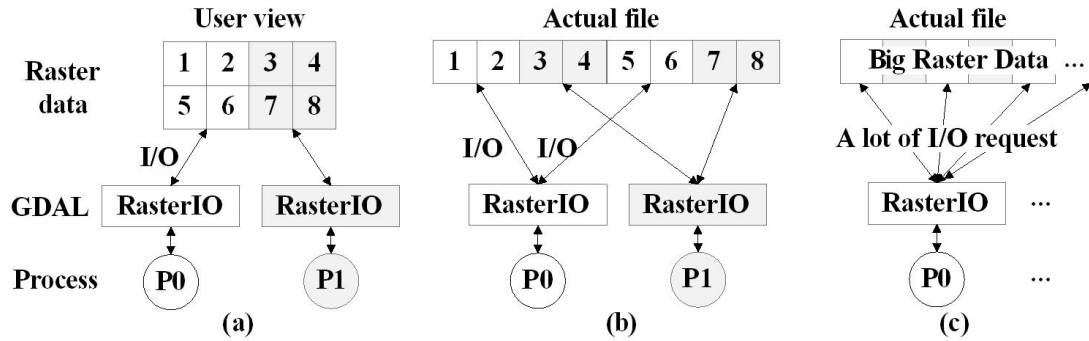 User view
Actual file
Actual file
Raster data
1 2 3 4
5 6 7 8
1 2 3 4 5 6 7 8
Big Raster Data ...
I/O
I/O
I/O
A lot of I/O request
GDAL
RasterIO
RasterIO
RasterIO
RasterIO
RasterIO
...
Process
P0
P1
P0
P1
P0
...
(a)
(b)
(c)